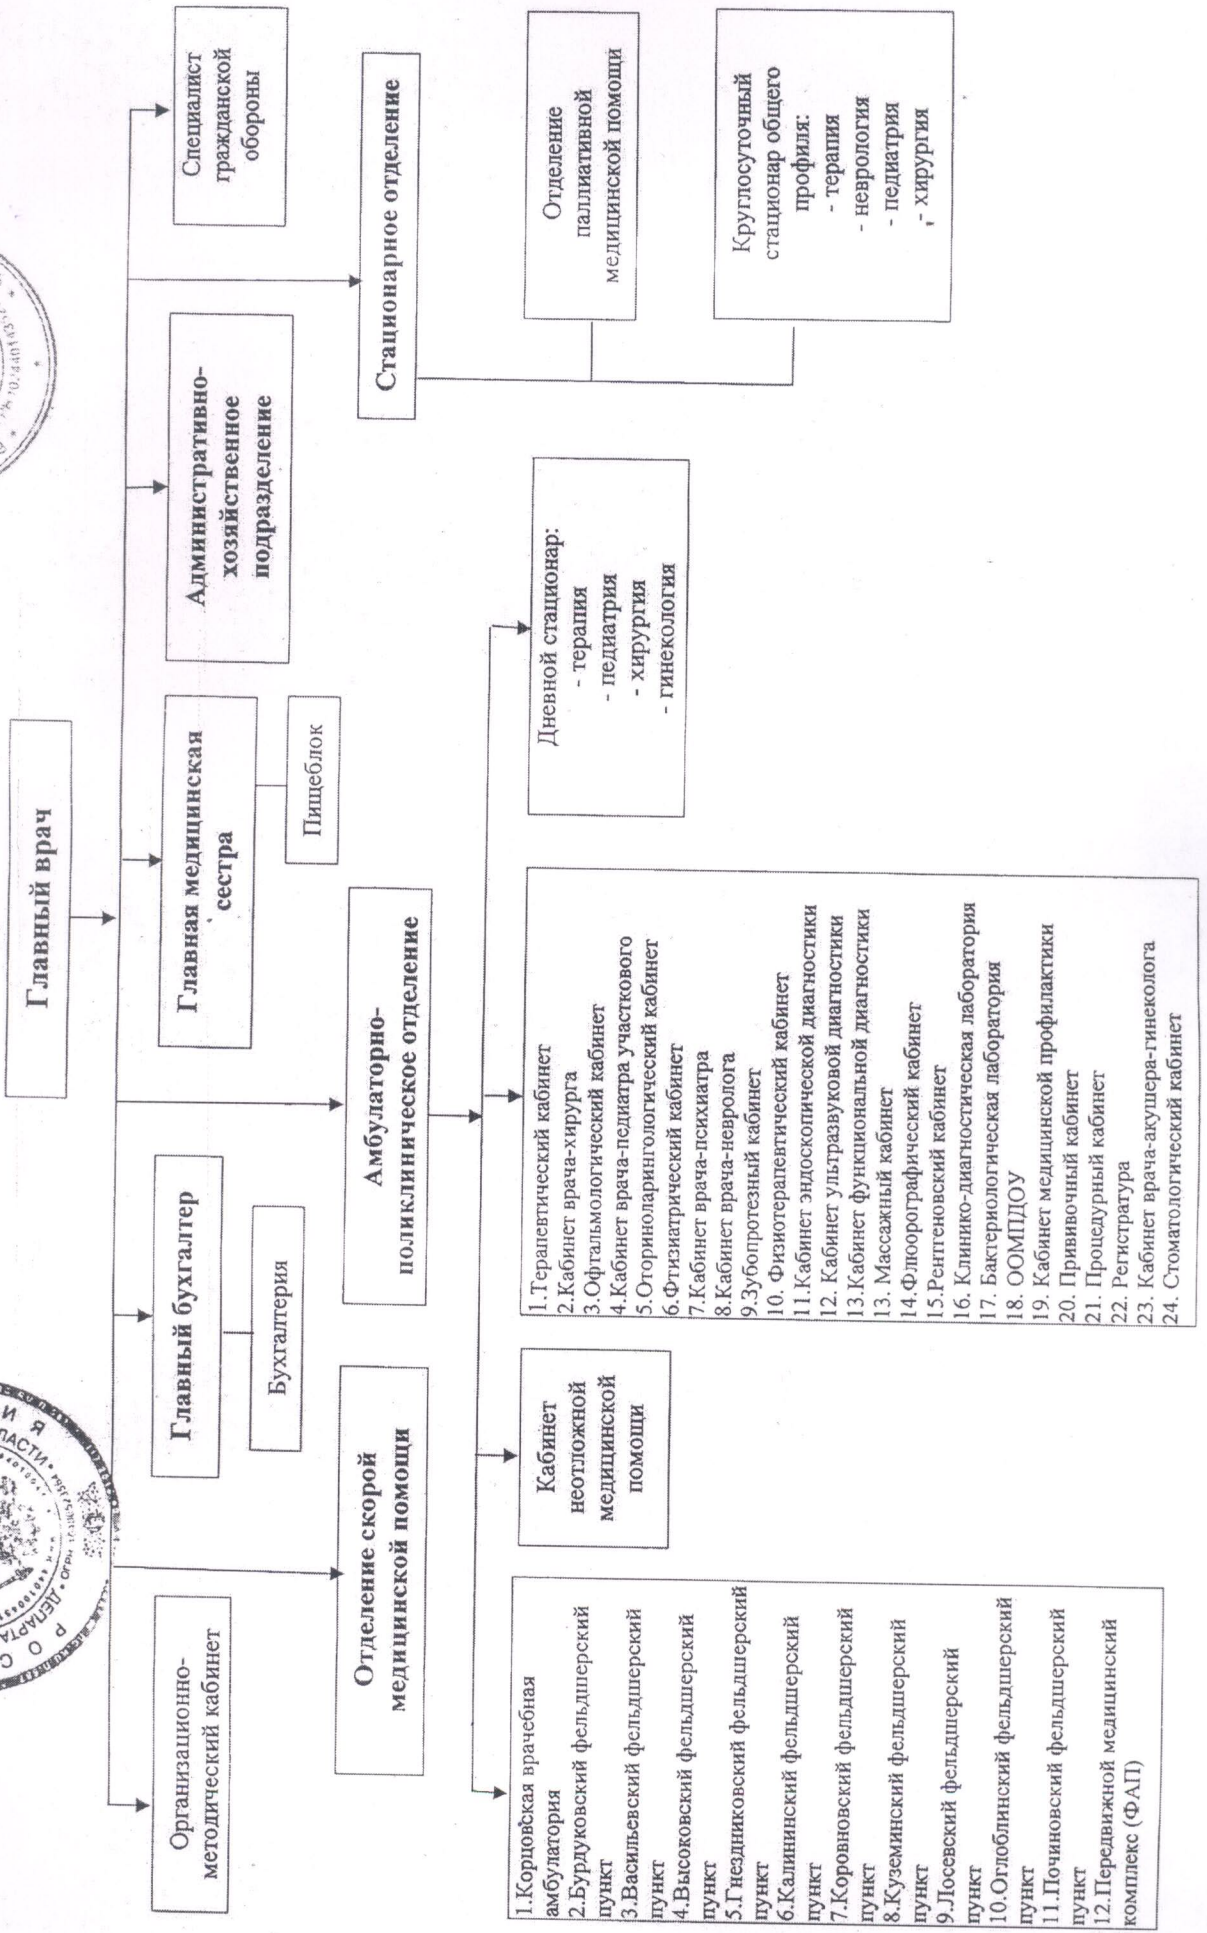 Главный врач
Организационно-
методический кабинет
Главный бухгалтер
Бухгалтерия
Главная медицинская
сестра
Пищеблок
Административно-
хозяйственное
подразделение
Специалист
гражданской
обороны
Отделение скорой
медицинской помощи
Амбулаторно-
поликлиническое отделение
Стационарное отделение
1.Корцовская врачебная
амбулатория
2.Бурдуковский фельдшерский
пункт
3.Васильевский фельдшерский
пункт
4.Высоковский фельдшерский
пункт
5.Гнездниковский фельдшерский
пункт
6.Калининский фельдшерский
пункт
7.Коровновский фельдшерский
пункт
8.Куземинский фельдшерский
пункт
9.Лосевский фельдшерский
пункт
10.Оглоблинский фельдшерский
пункт
11.Починовский фельдшерский
пункт
12.Передвижной медицинский
комплекс (ФАП)
Кабинет
неотложной
медицинской
помощи
1.Терапевтический кабинет
2.Кабинет врача-хирурга
3.Офтальмологический кабинет
4.Кабинет врача-педиатра участкового
5.Оториноларингологический кабинет
6.Фтизиатрический кабинет
7.Кабинет врача-психиатра
8.Кабинет врача-невролога
9.Зубопротезный кабинет
10. Физиотерапевтический кабинет
11.Кабинет эндоскопической диагностики
12. Кабинет ультразвуковой диагностики
13.Кабинет функциональной диагностики
13. Массажный кабинет
14.Флюорографический кабинет
15.Рентгеновский кабинет
16. Клинико-диагностическая лаборатория
17. Бактериологическая лаборатория
18. ООМПДОУ
19. Кабинет медицинской профилактики
20. Прививочный кабинет
21. Процедурный кабинет
22. Регистратура
23. Кабинет врача-акушера-гинеколога
24. Стоматологический кабинет
Дневной стационар:
- терапия
- педиатрия
- хирургия
- гинекология
Отделение
паллиативной
медицинской помощи
Круглосуточный
стационар общего
профиля:
- терапия
- неврология
- педиатрия
- хирургия